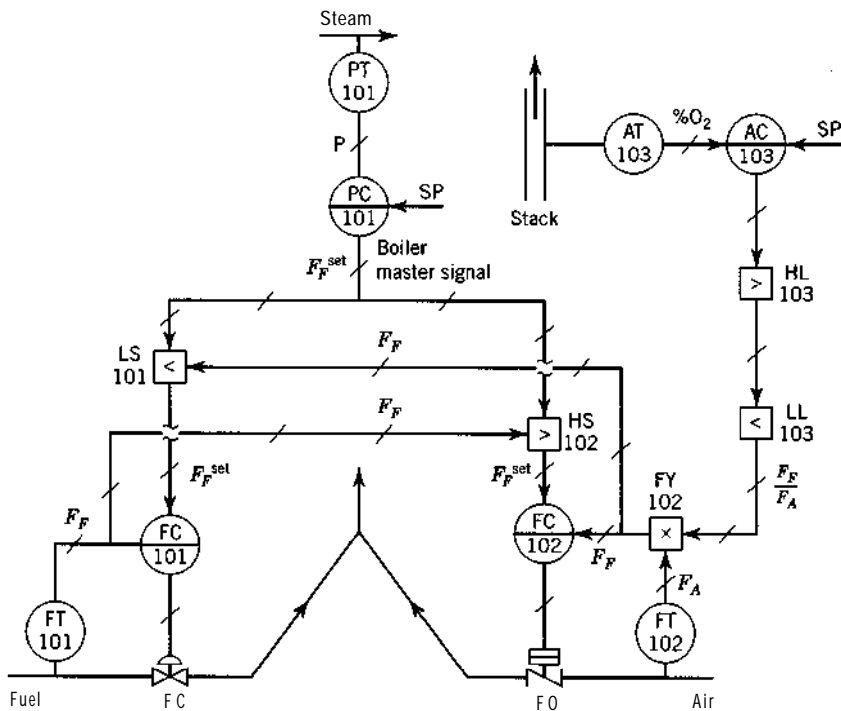 Steam
PT
101
P
PC
101
SP
F_F^set
Boiler
master signal
Stack
AT
103
%O₂
AC
103
SP
>
HL
103
<
LL
103
F_F
F_A
LS
101
<
F_F
F_F
>
HS
102
F_F^set
F_F^set
FY
102
×
F_F
FC
101
FC
102
F_F
F_A
FT
101
FT
102
Fuel
FC
FO
Air